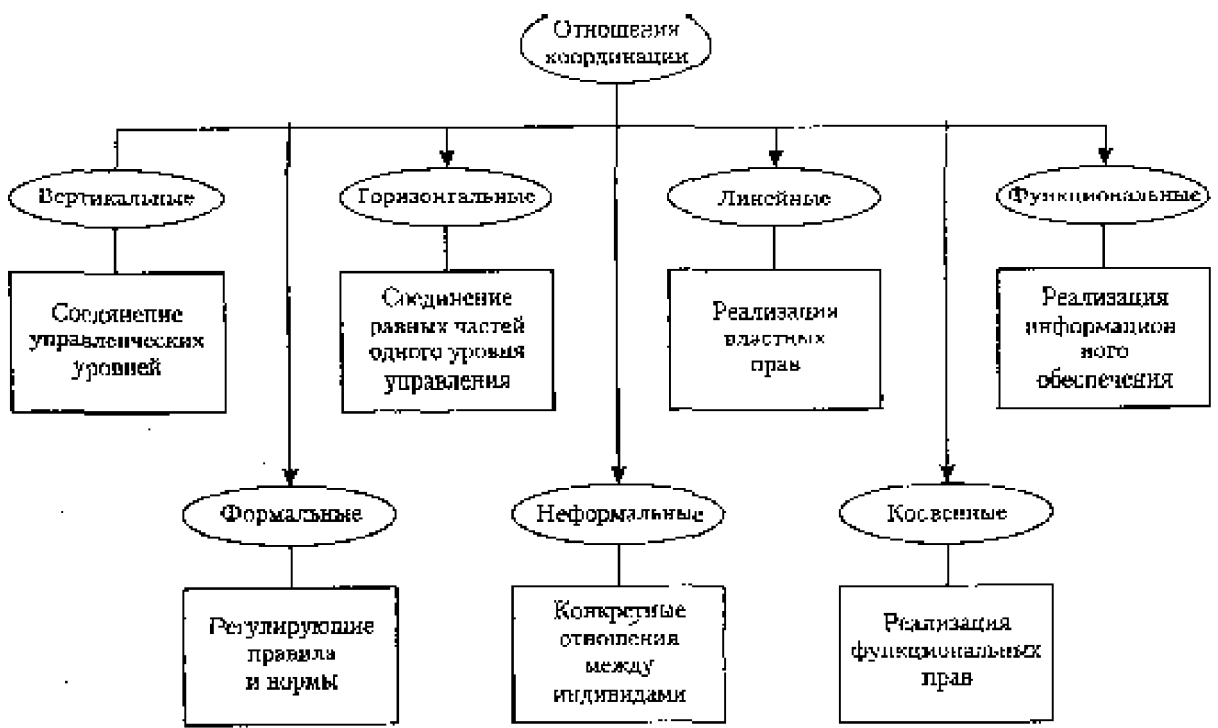 Отношения
координации
Вертикальные
Горизонтальные
Линейные
Функциональные
Соединение
управленческих
уровней
Соединение
равных частей
одного уровня
управления
Реализация
властных
прав
Реализация
информацион
ного
обеспечения
Формальные
Неформальные
Косвенные
Регулирующие
правила
и нормы
Конкретные
отношения
между
индивидами
Реализация
функциональных
прав